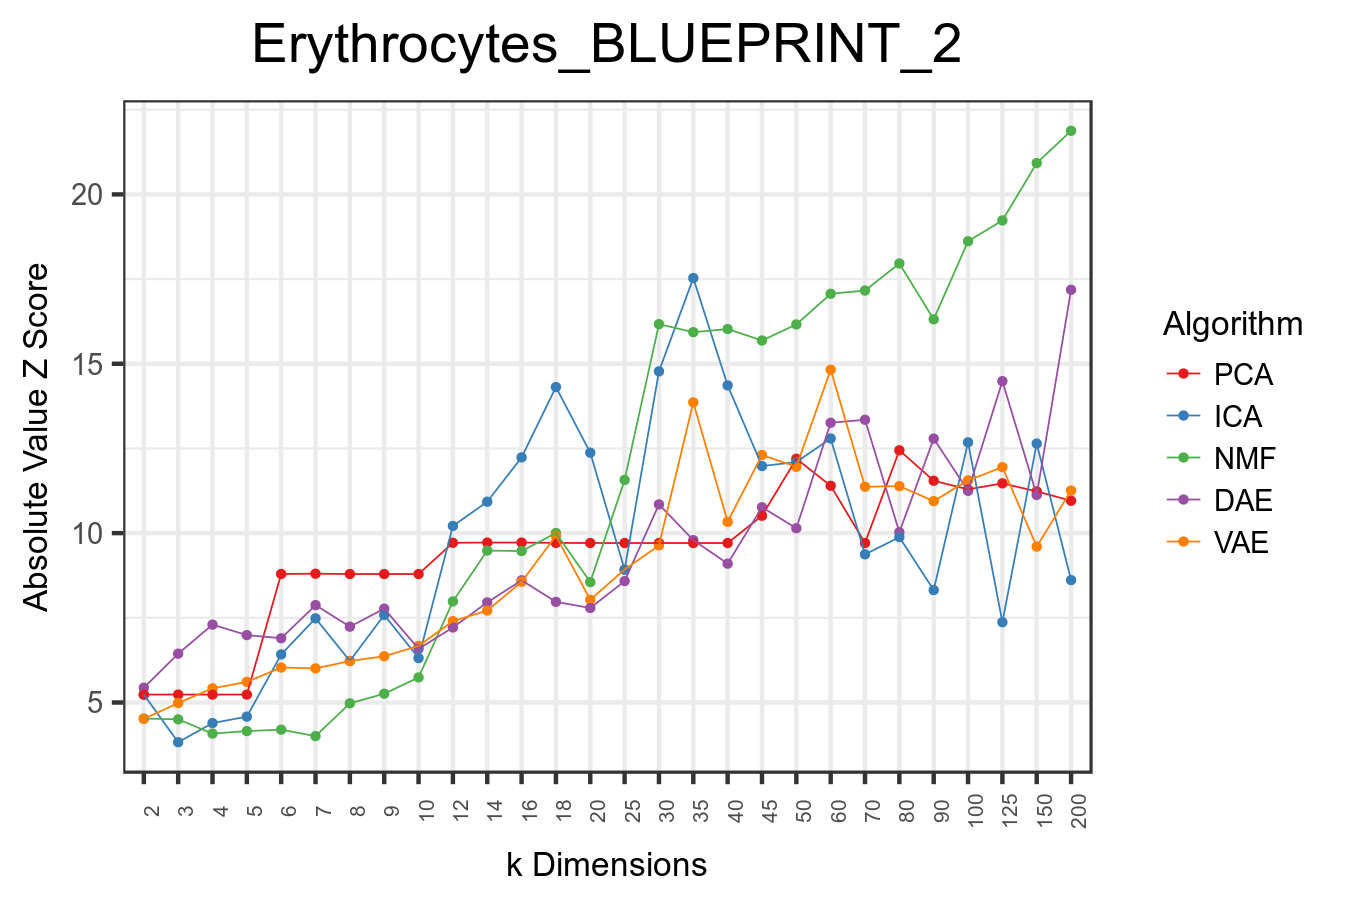 Erythrocytes_BLUEPRINT_2
Absolute Value Z Score
20
15
10
5
2 3 4 5 6 7 8 9 10 12 14 16 18 20 25 30 35 40 45 50 60 70 80 90 100 125 150 200
k Dimensions
Algorithm
PCA
ICA
NMF
DAE
VAE